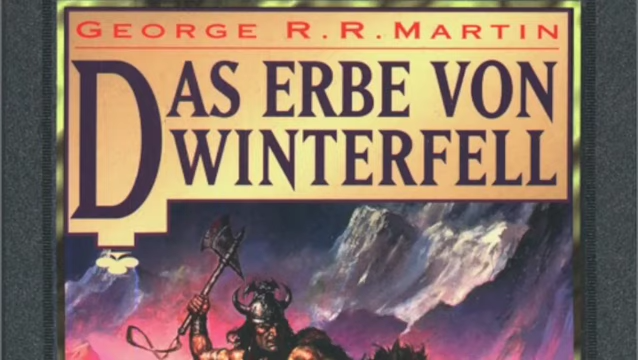 GEORGE R.R. MARTIN
DAS ERBE VON
WINTERFELL